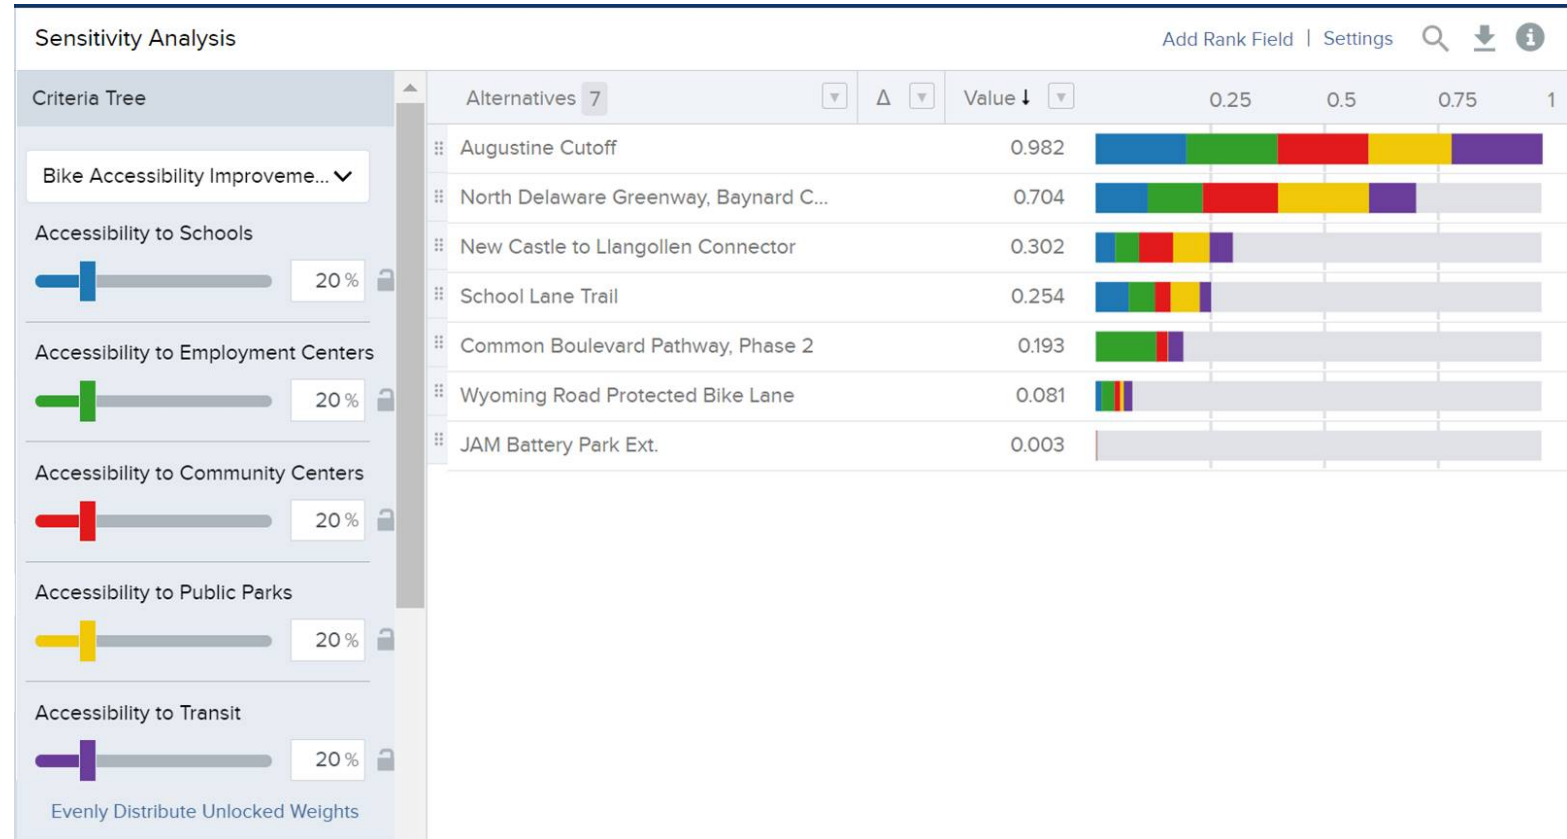 Sensitivity Analysis
Add Rank Field | Settings
Criteria Tree
Alternatives 7 Δ Value↓ 0.25 0.5 0.75 1
Bike Accessibility Improveme...
Accessibility to Schools
20 %
Accessibility to Employment Centers
20 %
Accessibility to Community Centers
20 %
Accessibility to Public Parks
20 %
Accessibility to Transit
20 %
Evenly Distribute Unlocked Weights
Augustine Cutoff 0.982
North Delaware Greenway, Baynard C... 0.704
New Castle to Llangollen Connector 0.302
School Lane Trail 0.254
Common Boulevard Pathway, Phase 2 0.193
Wyoming Road Protected Bike Lane 0.081
JAM Battery Park Ext. 0.003